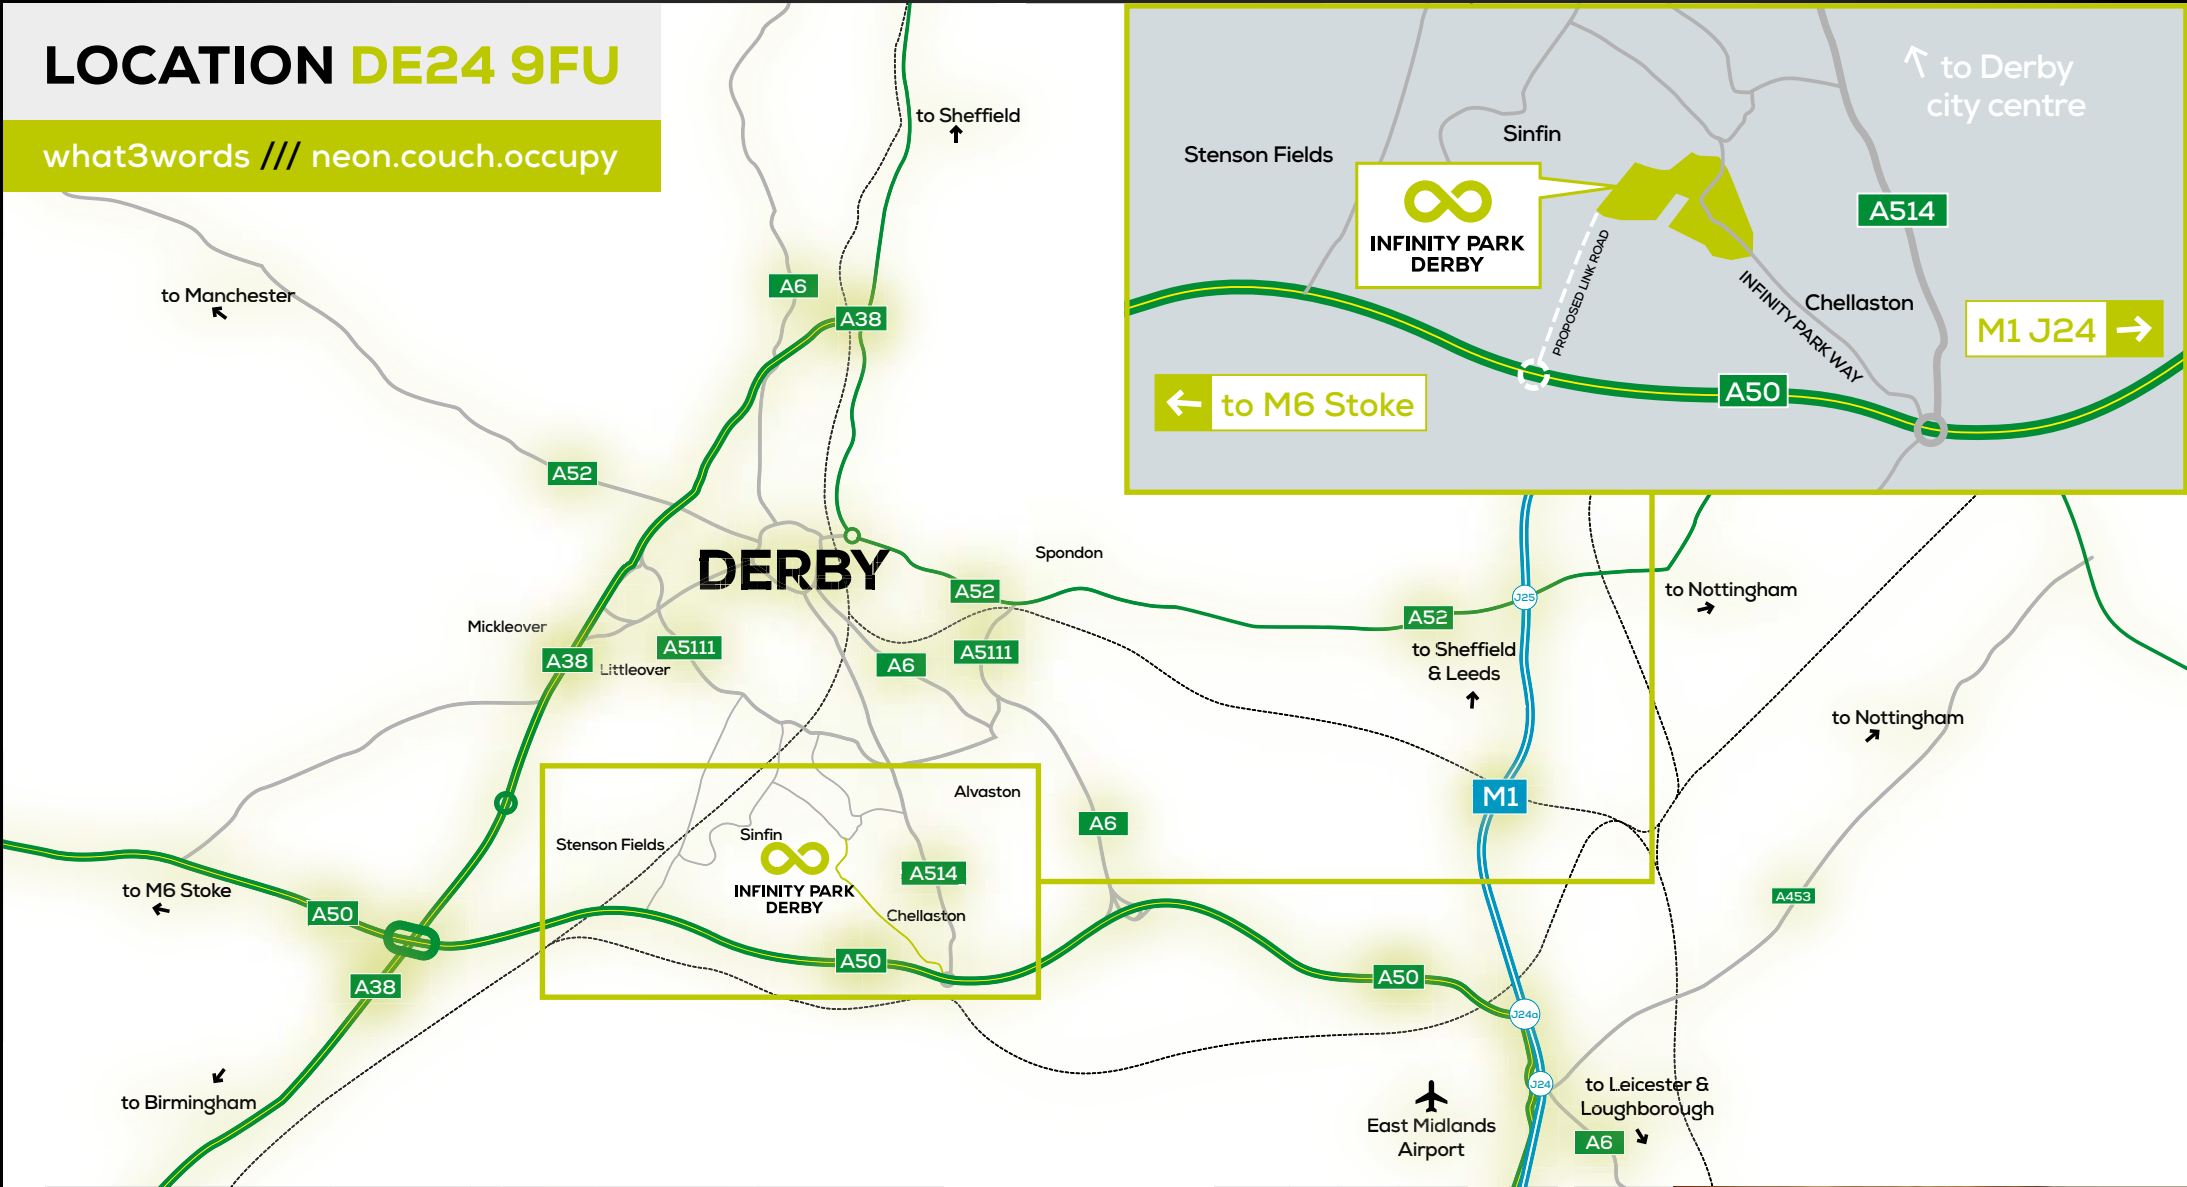 LOCATION DE24 9FU
what3words /// neon.couch.occupy
to Sheffield
to Manchester
A6
A38
A52
DERBY
Spondon
A52
A52
J25
to Nottingham
Mickleover
A38
Littleover
A5111
A6
A5111
to Sheffield
& Leeds
to Nottingham
M1
Alvaston
A6
Stenson Fields
Sinfin
INFINITY PARK
DERBY
A514
Chellaston
A453
to M6 Stoke
A50
A50
A50
A38
J24a
J24
to Birmingham
East Midlands
Airport
to Leicester &
Loughborough
A6
to Derby
city centre
Stenson Fields
Sinfin
INFINITY PARK
DERBY
A514
PROPOSED LINK ROAD
INFINITY PARK WAY
Chellaston
M1 J24
to M6 Stoke
A50